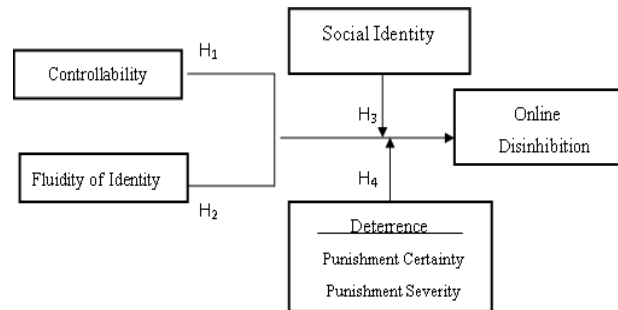 H1
Controllability
Social Identity
H3
Online
Disinhibition
Fluidity of Identity
H2
H4
Deterrence
Punishment Certainty
Punishment Severity